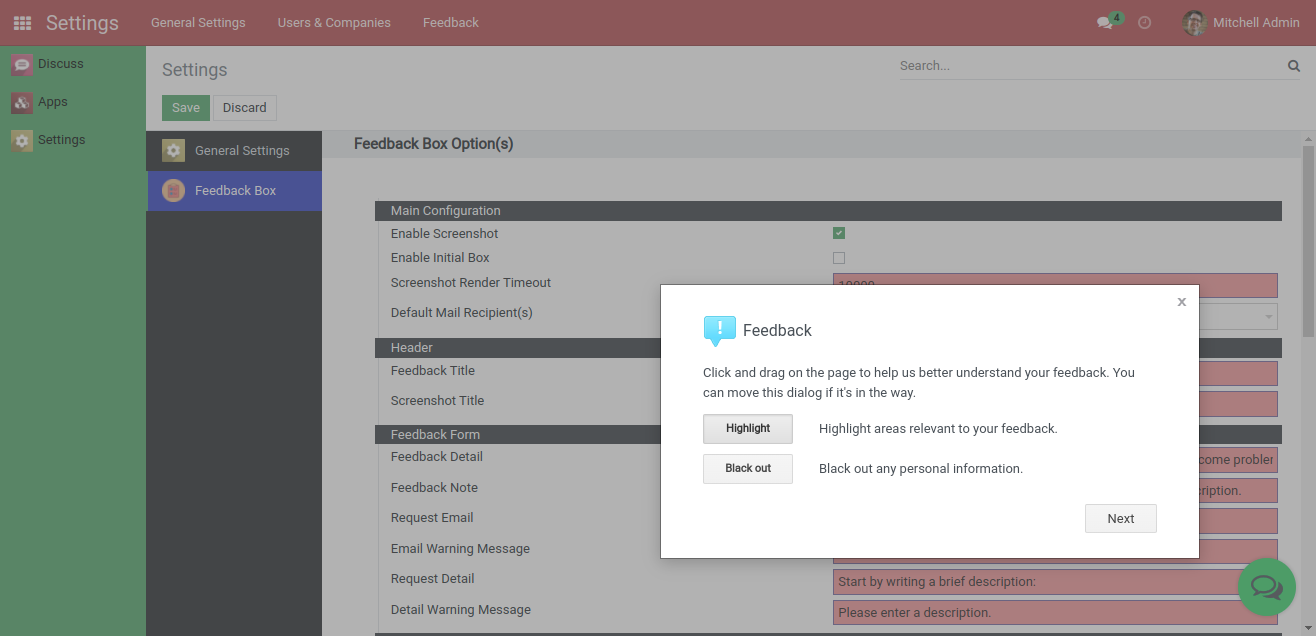 Settings
General Settings
Users & Companies
Feedback
4
Mitchell Admin
Discuss
Apps
Settings
Settings
Search...
Save
Discard
General Settings
Feedback Box
Feedback Box Option(s)
Main Configuration
Enable Screenshot
Enable Initial Box
Screenshot Render Timeout
Default Mail Recipient(s)
Header
Feedback Title
Screenshot Title
Feedback Form
Feedback Detail
come probler
Feedback Note
ription.
Request Email
Email Warning Message
Request Detail
Start by writing a brief description:
Detail Warning Message
Please enter a description.
x
!
Feedback
Click and drag on the page to help us better understand your feedback. You
can move this dialog if it's in the way.
Highlight
Highlight areas relevant to your feedback.
Black out
Black out any personal information.
Next